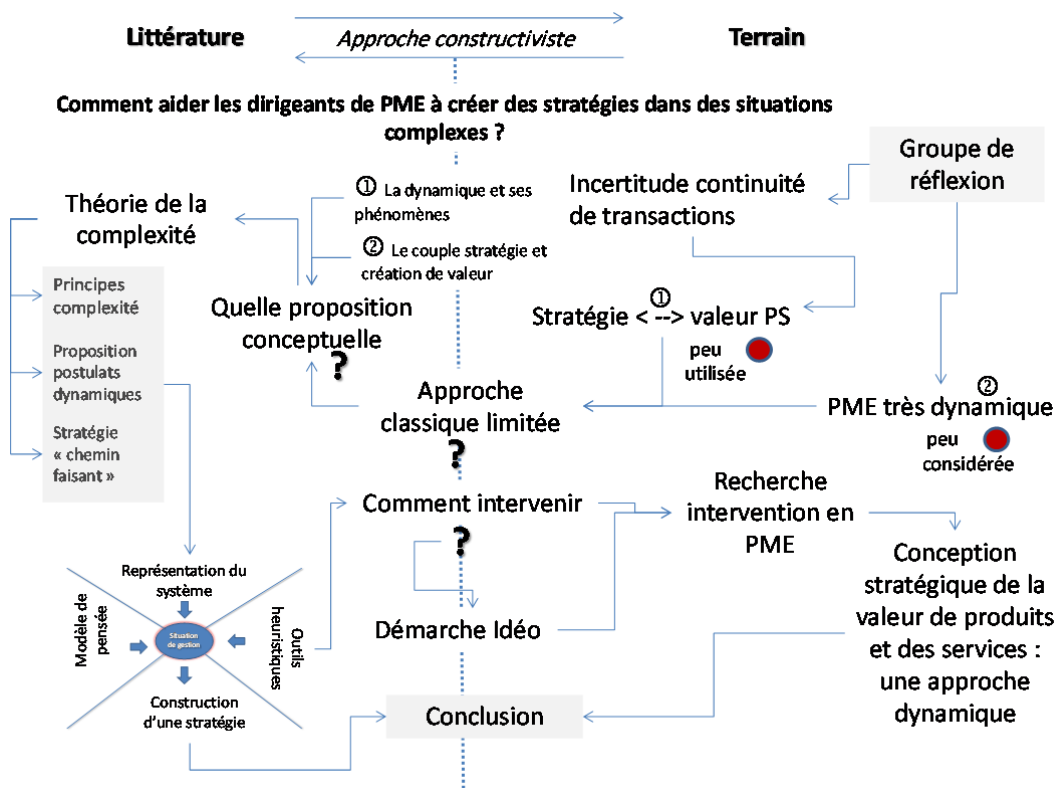 Littérature
Approche constructiviste
Terrain
Comment aider les dirigeants de PME à créer des stratégies dans des situations
complexes ?
Groupe de
réflexion
① La dynamique et ses
phénomènes
② Le couple stratégie et
création de valeur
Incertitude continuité
de transactions
Théorie de la
complexité
Principes
complexité
Proposition
postulats
dynamiques
Stratégie
« chemin
faisant »
Quelle proposition
conceptuelle
?
①
Stratégie < --> valeur PS
peu
utilisée
Approche
classique limitée
?
②
PME très dynamique
peu
considérée
Comment intervenir
?
Recherche
intervention en
PME
Conception
stratégique de la
valeur de produits
et des services :
une approche
dynamique
Représentation du
système
Modèle de
pensée
Situation
de gestion
Outils
heuristiques
Construction
d'une stratégie
Démarche Idéo
Conclusion